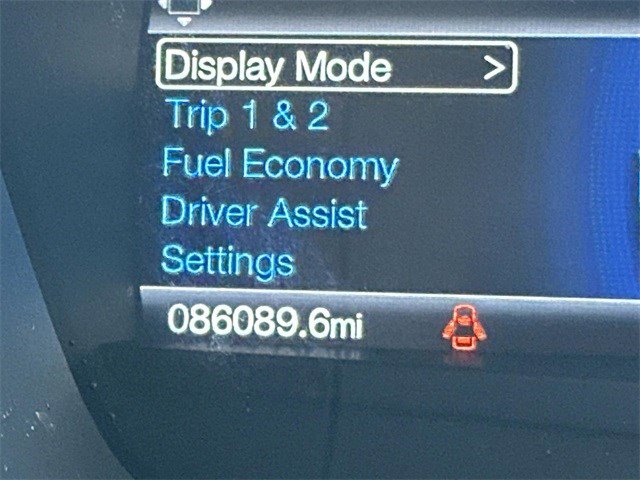 Display Mode >
Trip 1 & 2
Fuel Economy
Driver Assist
Settings
086089.6mi